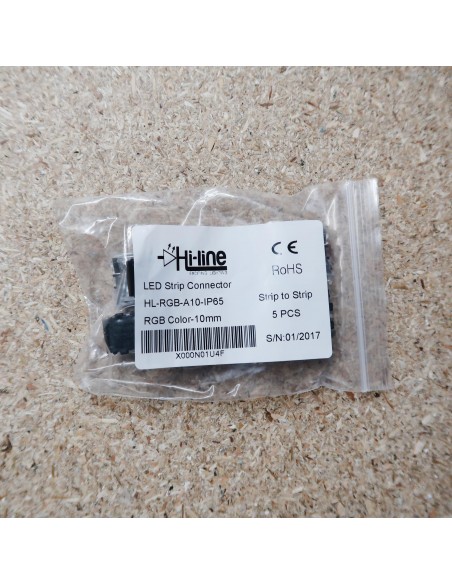 Hi-line
CE
RoHS
LED Strip Connector
HL-RGB-A10-IP65
Strip to Strip
RGB Color-10mm
5 PCS
S/N:01/2017
X000N01U4F